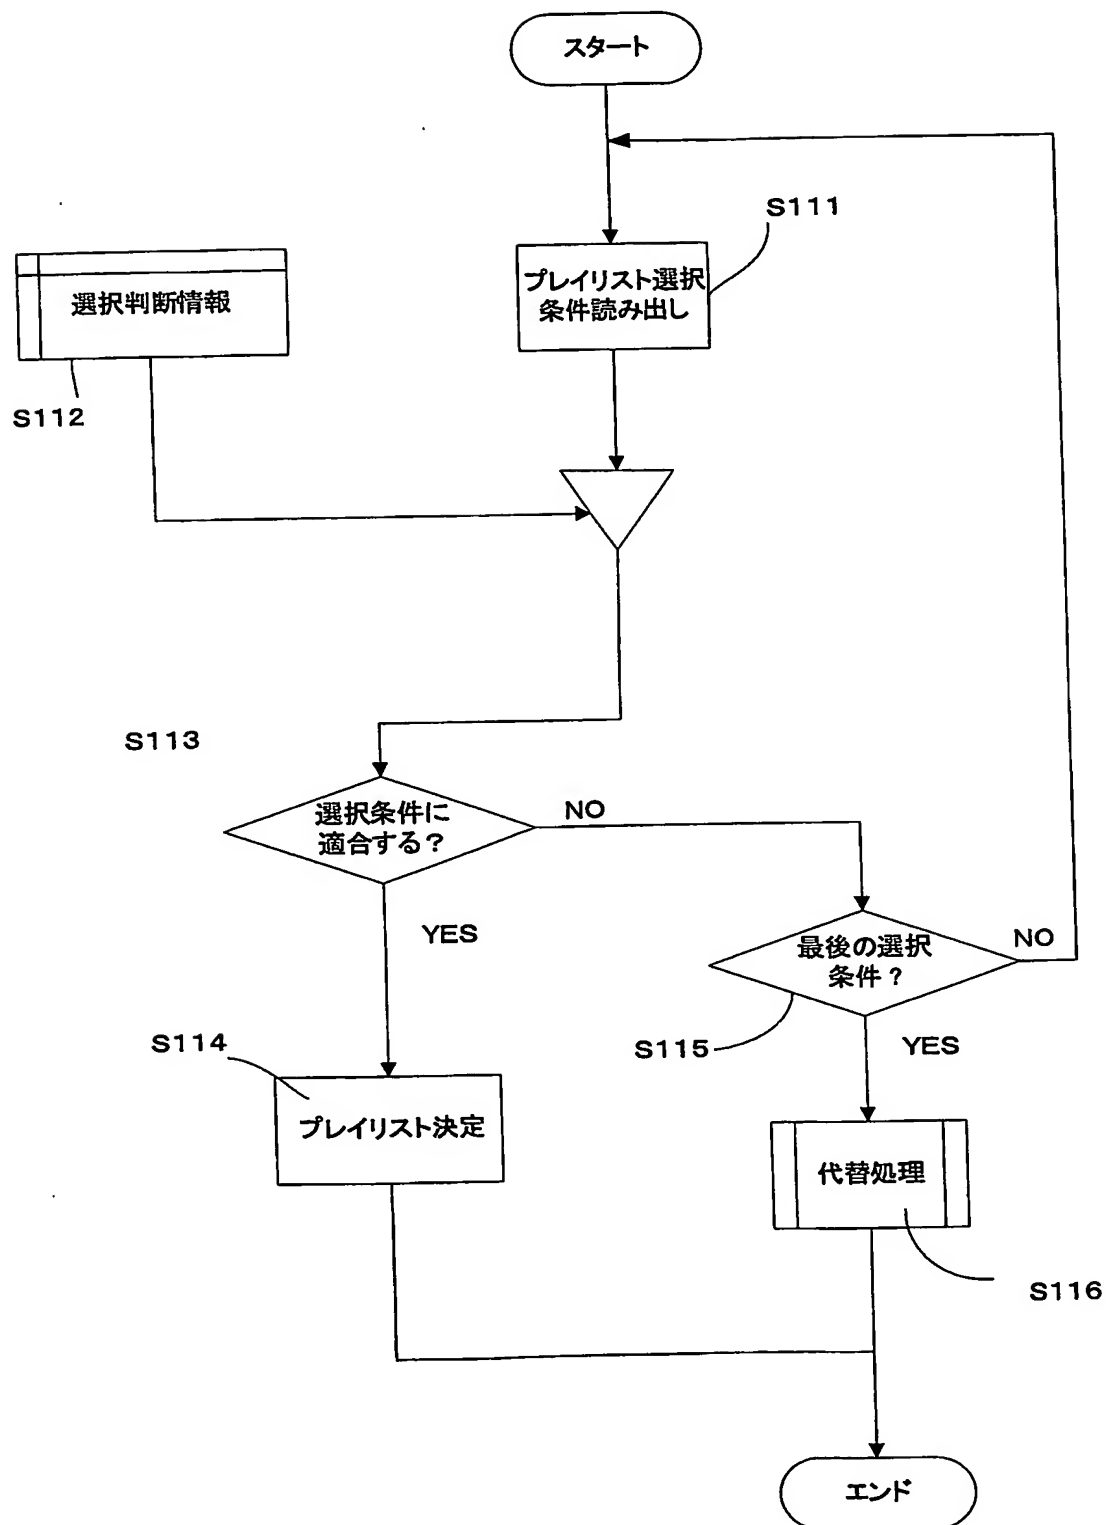 スタート
S111
プレイリスト選択
条件読み出し
選択判断情報
S112
S113
選択条件に
適合する?
NO
YES
最後の選択
条件?
NO
S115
YES
S114
プレイリスト決定
代替処理
S116
エンド